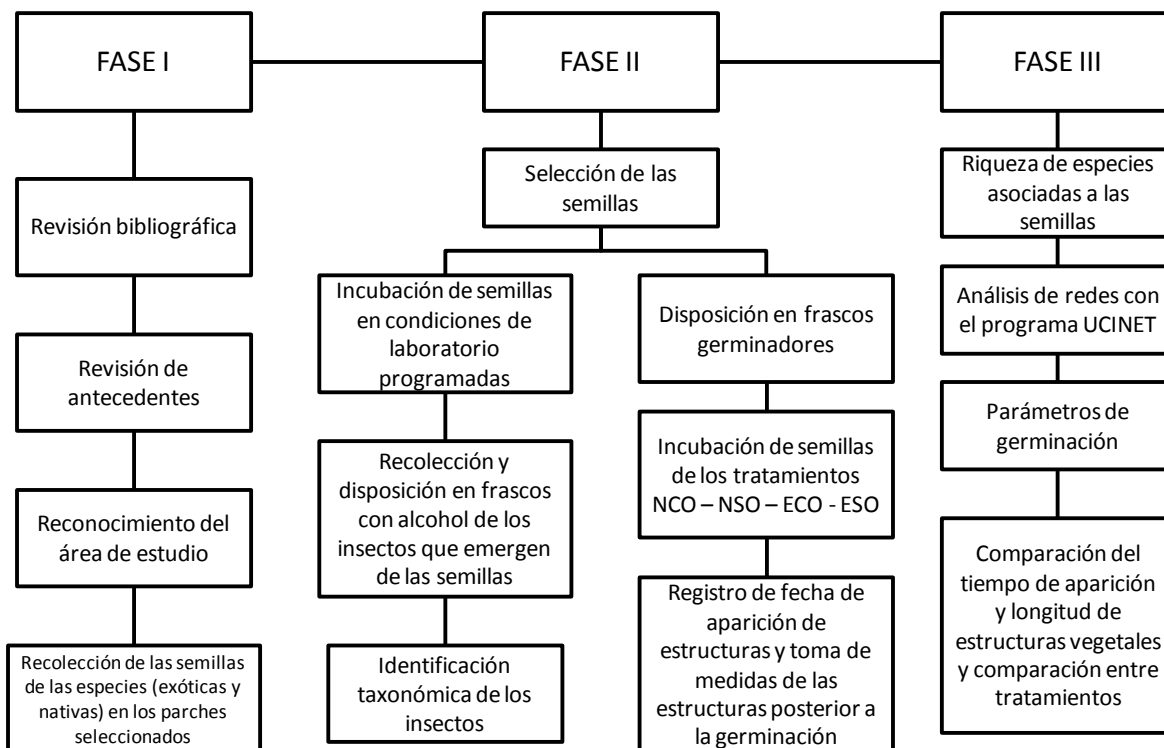 FASE I
FASE II
FASE III
Revisión bibliográfica
Revisión de
antecedentes
Reconocimiento del
área de estudio
Recolección de las semillas
de las especies (exóticas y
nativas) en los parches
seleccionados
Selección de las
semillas
Incubación de semillas
en condiciones de
laboratorio
programadas
Recolección y
disposición en frascos
con alcohol de los
insectos que emergen
de las semillas
Identificación
taxonómica de los
insectos
Disposición en frascos
germinadores
Incubación de semillas
de los tratamientos
NCO – NSO – ECO - ESO
Registro de fecha de
aparición de
estructuras y toma de
medidas de las
estructuras posterior a
la germinación
Riqueza de especies
asociadas a las
semillas
Análisis de redes con
el programa UCINET
Parámetros de
germinación
Comparación del
tiempo de aparición
y longitud de
estructuras vegetales
y comparación entre
tratamientos